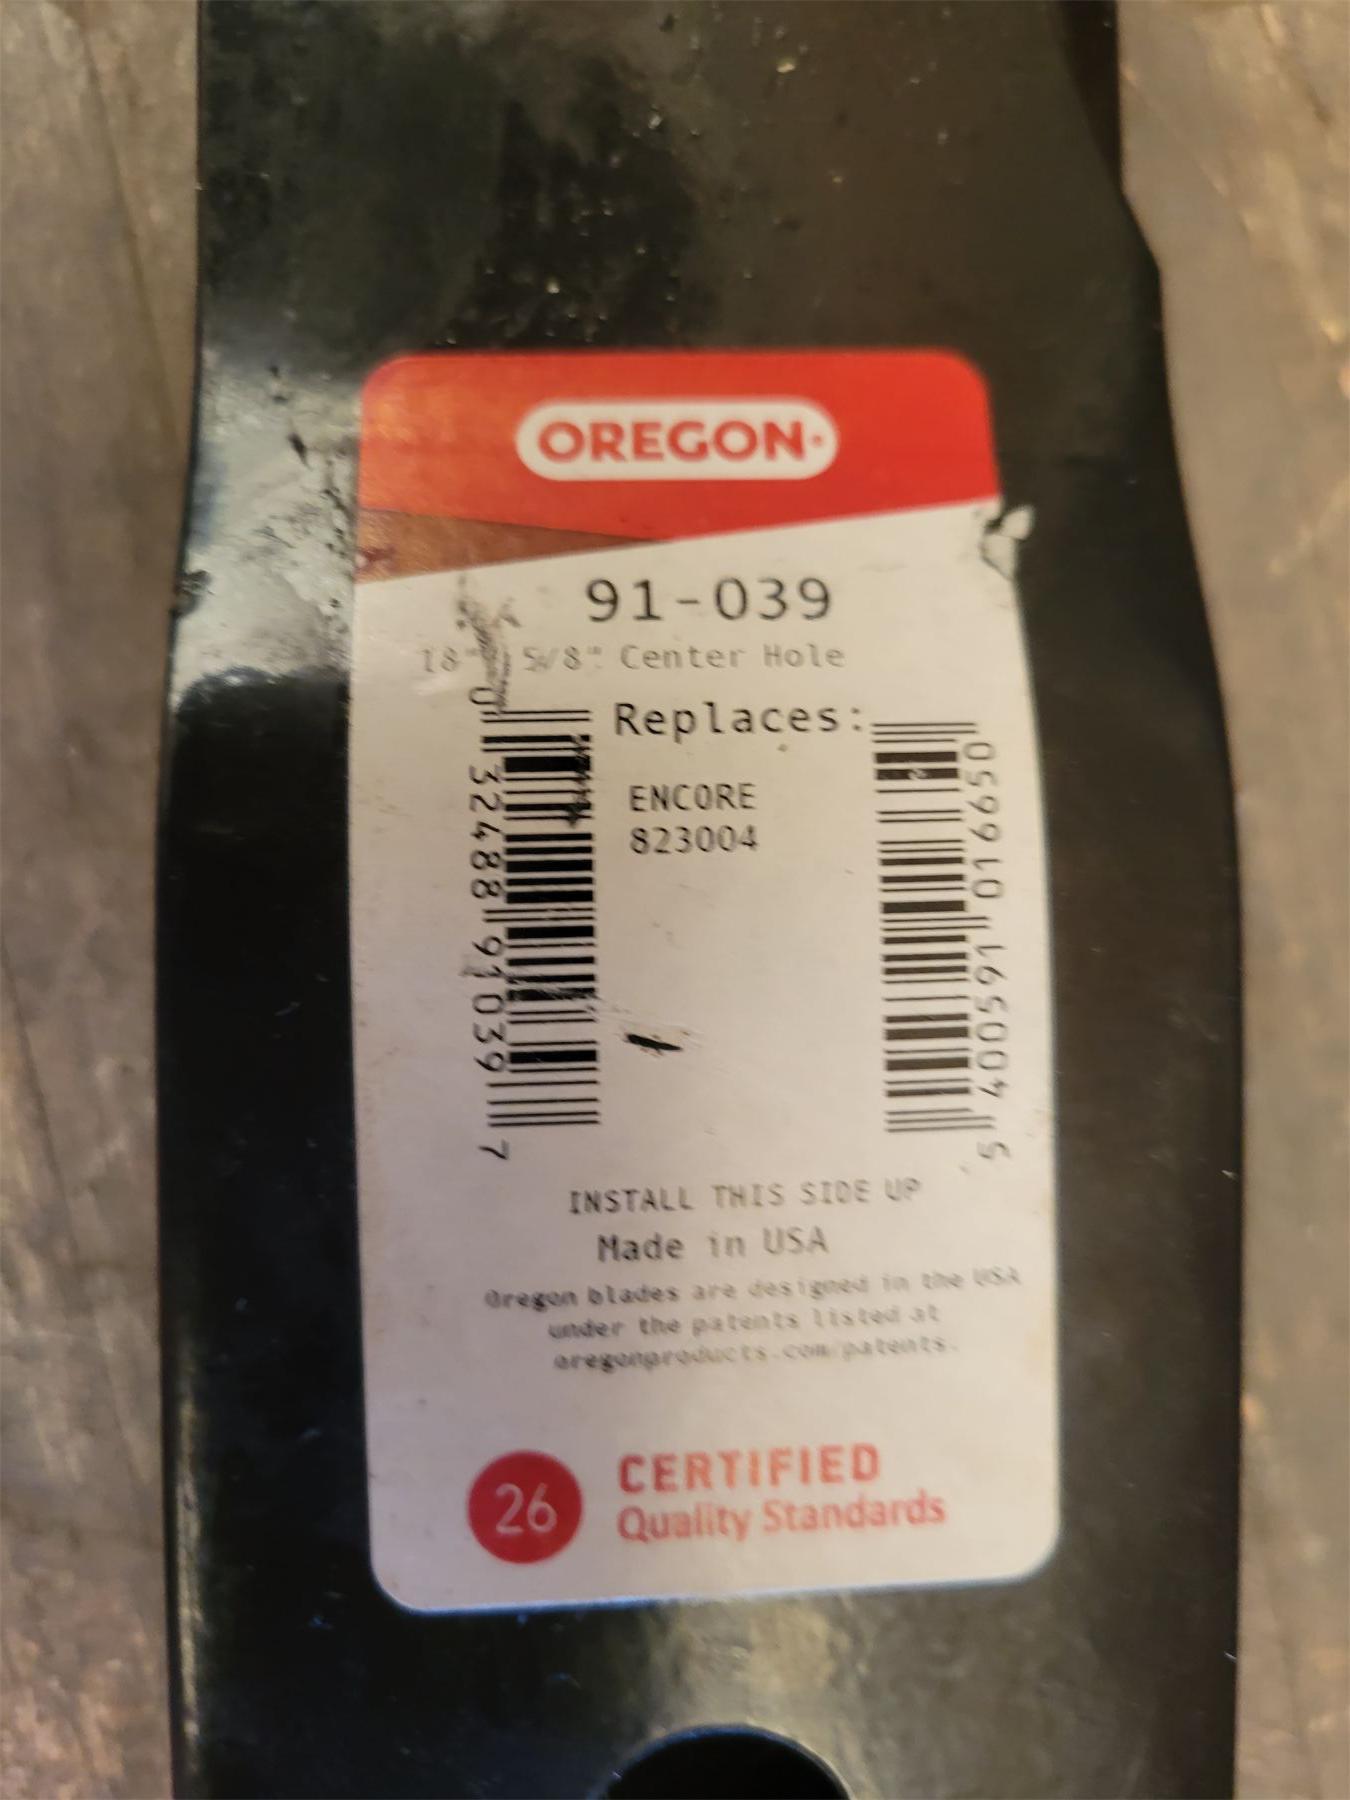 OREGON
91-039
18" 5/8" Center Hole
Replaces:
ENCORE
823004
0 32488 91039 7
5 400591 016650
INSTALL THIS SIDE UP
Made in USA
Oregon blades are designed in the USA
under the patents listed at
oregonproducts.com/patents.
26
CERTIFIED
Quality Standards